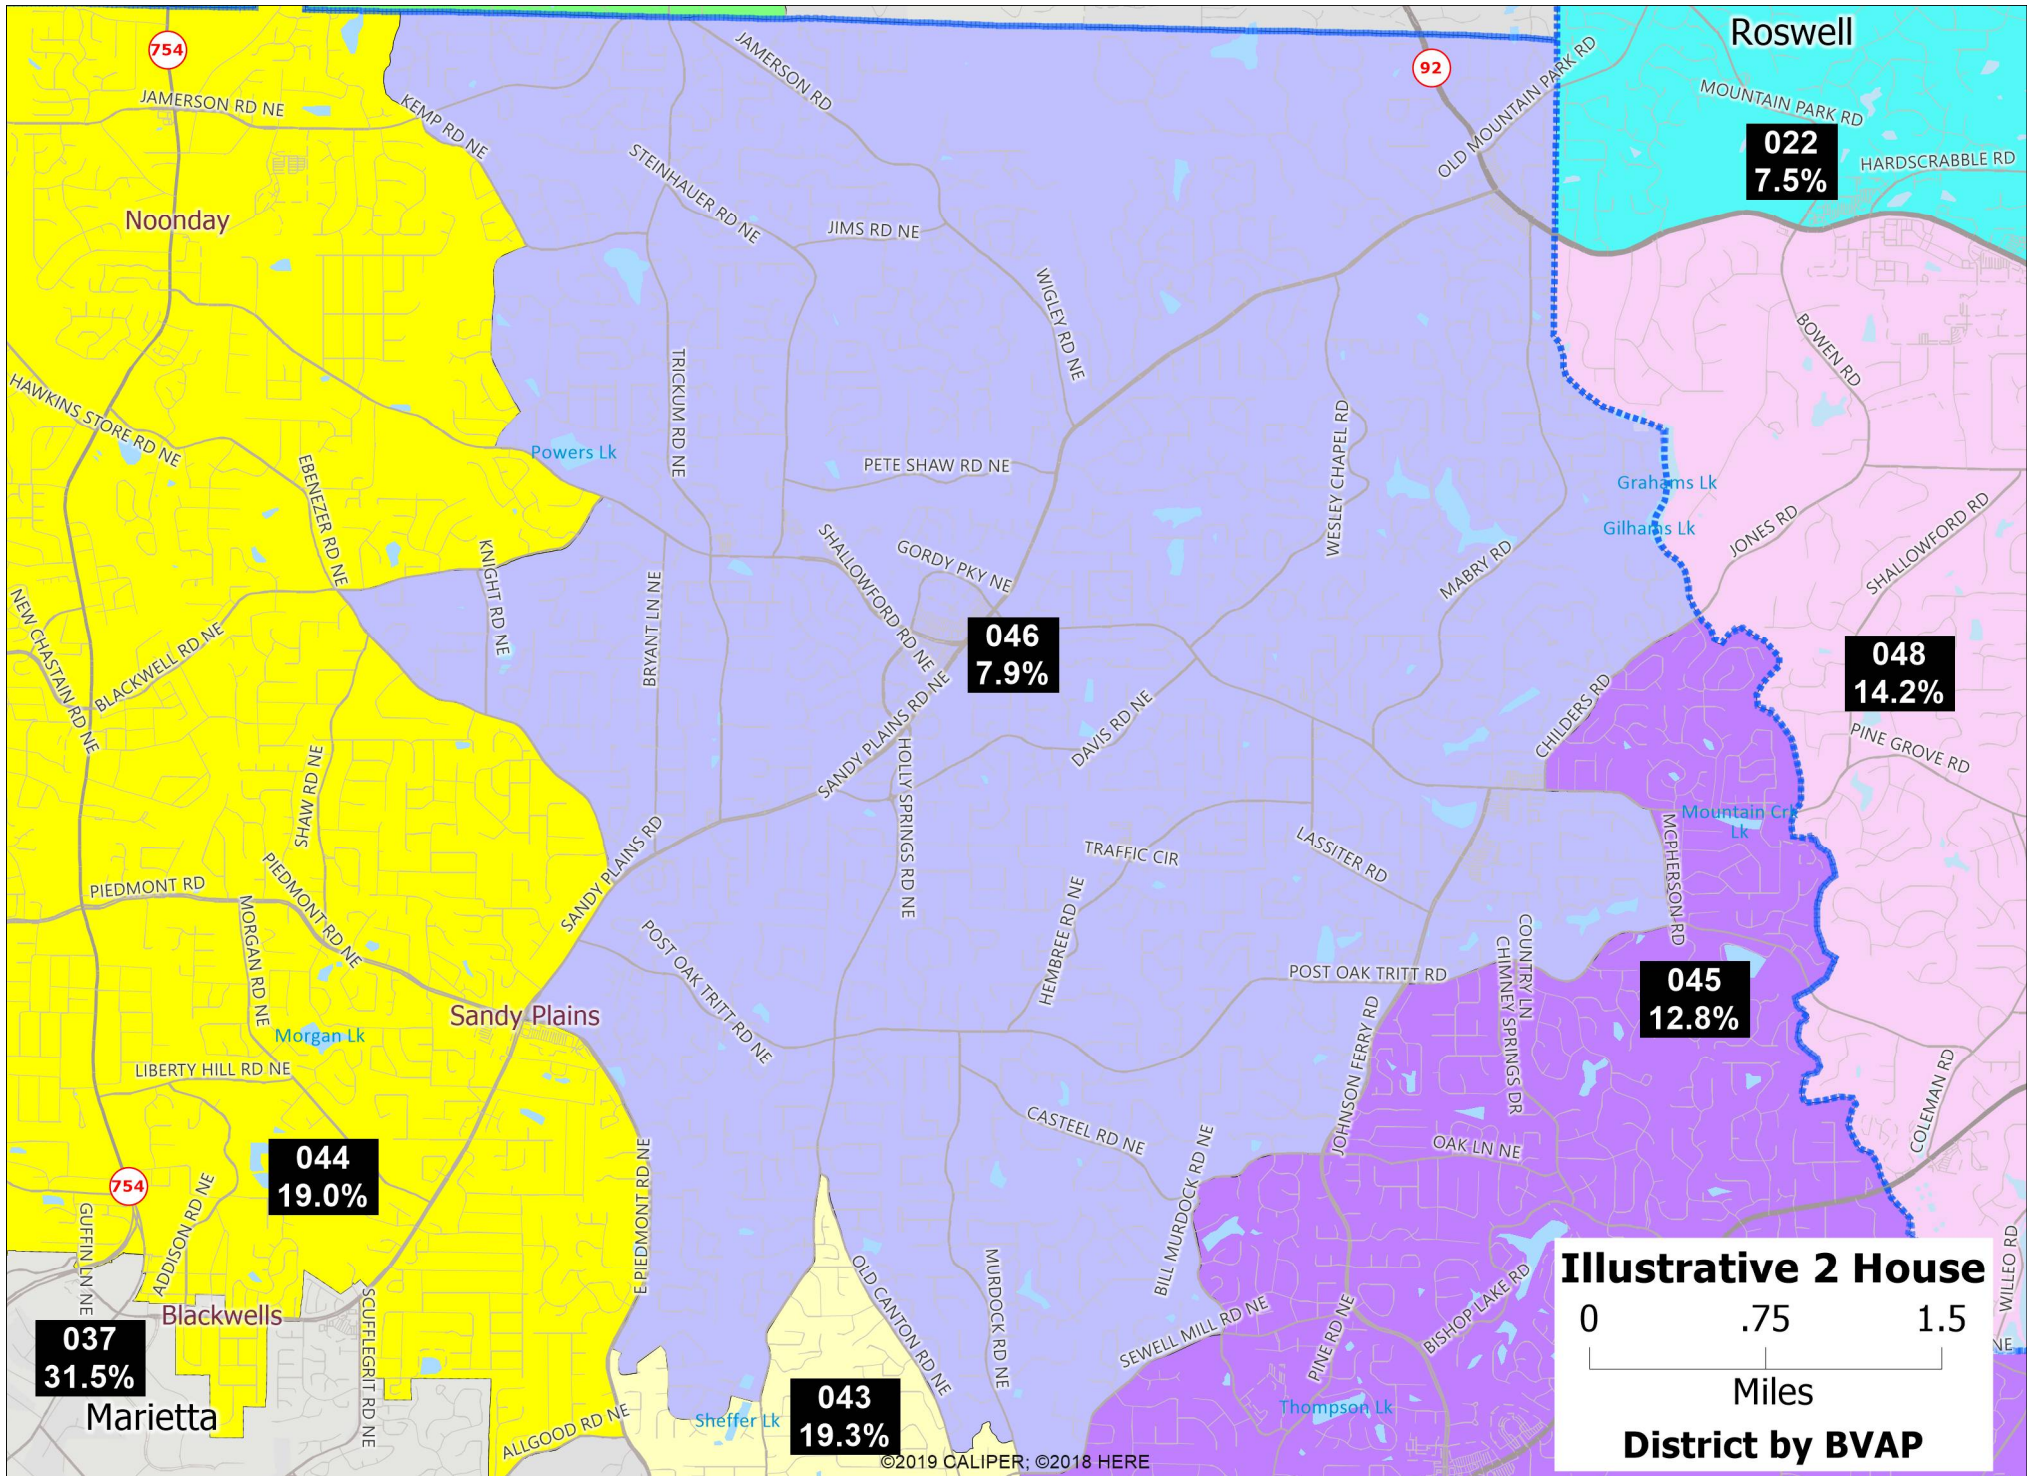 Roswell
754
92
JAMERSON RD
OLD MOUNTAIN PARK RD
MOUNTAIN PARK RD
JAMERSON RD NE
KEMP RD NE
022
7.5%
HARDSCRABBLE RD
STEINHAUER RD NE
Noonday
JIMS RD NE
WIGLEY RD NE
BOWEN RD
HAWKINS STORE RD NE
TRICKUM RD NE
WESLEY CHAPEL RD
EBENEZER RD NE
Powers Lk
PETE SHAW RD NE
Grahams Lk
Gilhams Lk
JONES RD
SHALLOWFORD RD
KNIGHT RD NE
SHALLOWFORD RD NE
GORDY PKY NE
MABRY RD
NEW CHASTAIN RD NE
BLACKWELL RD NE
BRYANT LN NE
046
7.9%
048
14.2%
SANDY PLAINS RD NE
DAVIS RD NE
CHILDERS RD
PINE GROVE RD
SHAW RD NE
HOLLY SPRINGS RD NE
Mountain Crk
Lk
SANDY PLAINS RD
TRAFFIC CIR
LASSITER RD
MCPHERSON RD
PIEDMONT RD
PIEDMONT RD NE
MORGAN RD NE
POST OAK TRITT RD NE
HEMBREE RD NE
POST OAK TRITT RD
COUNTRY LN
CHIMNEY SPRINGS DR
045
12.8%
Sandy Plains
Morgan Lk
LIBERTY HILL RD NE
JOHNSON FERRY RD
COLEMAN RD
CASTEEL RD NE
OAK LN NE
044
19.0%
754
E PIEDMONT RD NE
BILL MURDOCK RD NE
GUFFIN LN NE
ADDISON RD NE
OLD CANTON RD NE
MURDOCK RD NE
BISHOP LAKE RD
WILLEO RD
Blackwells
SCUFFLEGRIT RD NE
SEWELL MILL RD NE
PINE RD NE
037
31.5%
Marietta
043
19.3%
Sheffer Lk
Thompson Lk
ALLGOOD RD NE
NE
Illustrative 2 House
0 .75 1.5
Miles
District by BVAP
©2019 CALIPER; ©2018 HERE